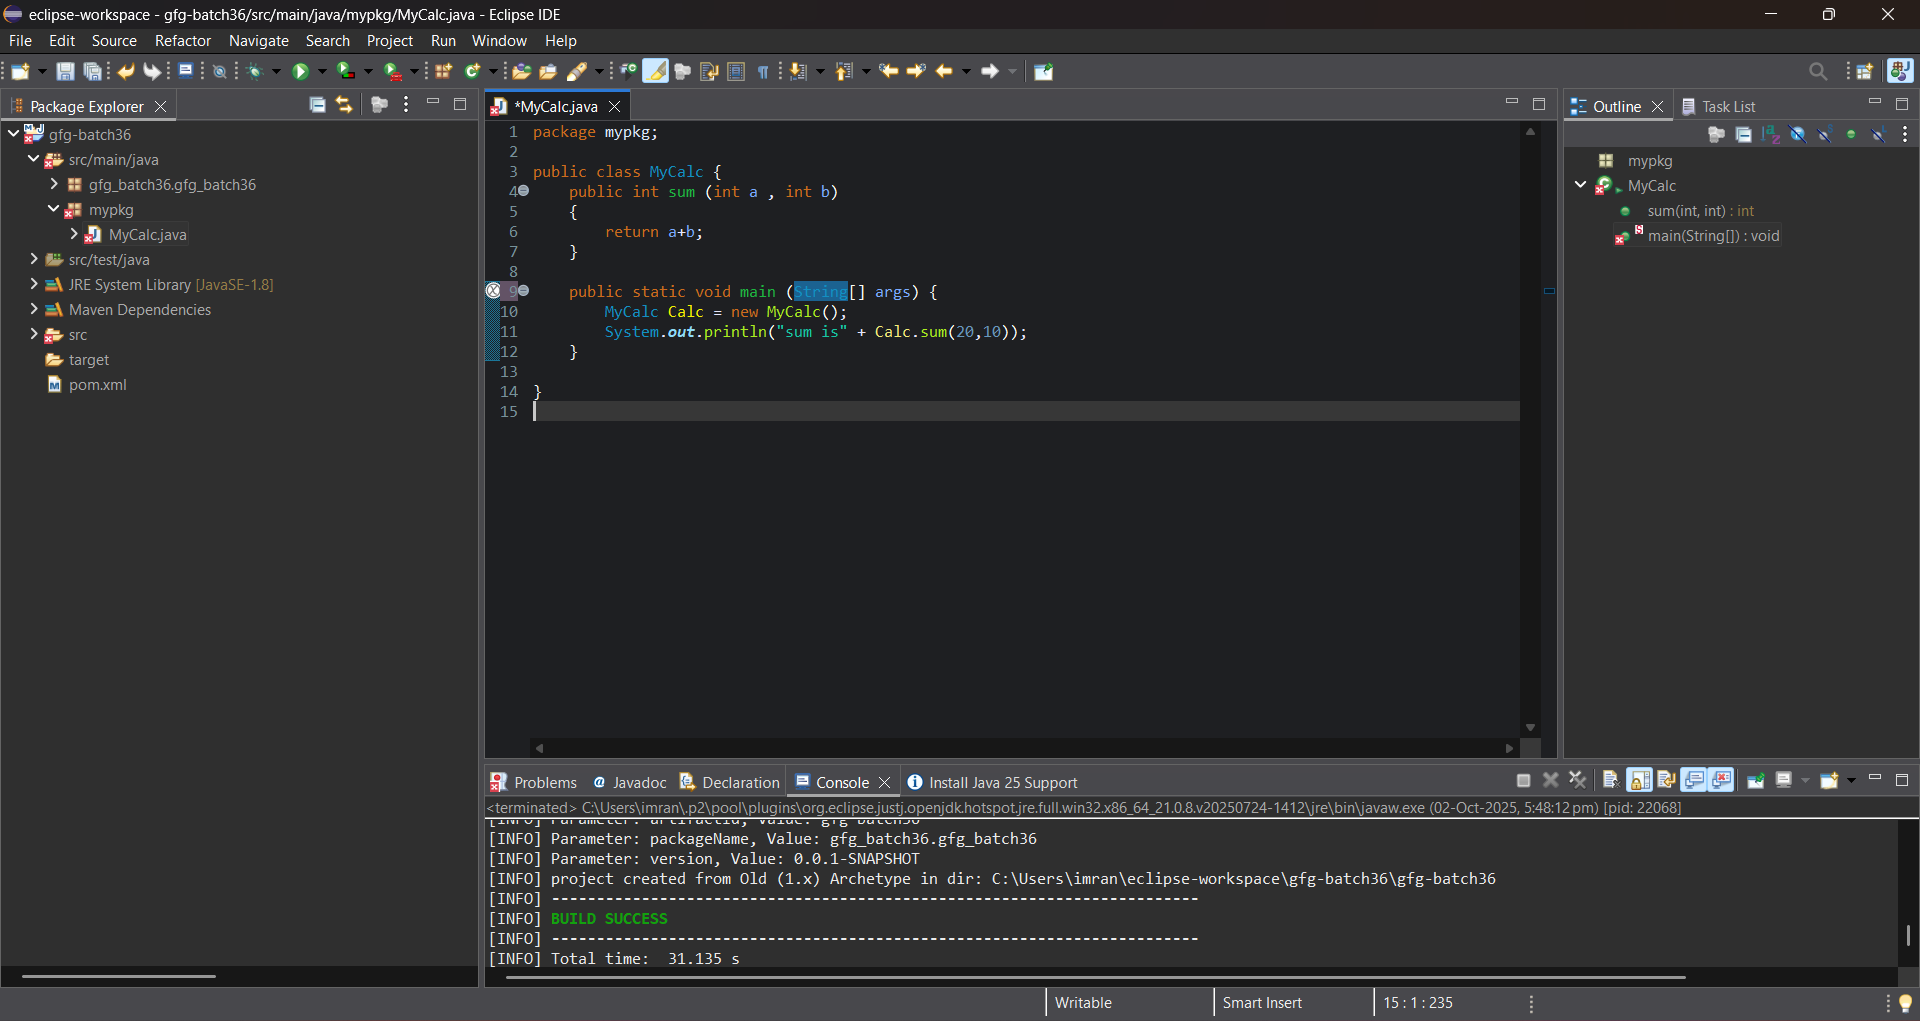 eclipse-workspace - gfg-batch36/src/main/java/mypkg/MyCalc.java - Eclipse IDE
File Edit Source Refactor Navigate Search Project Run Window Help
Package Explorer
gfg-batch36
src/main/java
gfg_batch36.gfg_batch36
mypkg
MyCalc.java
src/test/java
JRE System Library [JavaSE-1.8]
Maven Dependencies
src
target
pom.xml
*MyCalc.java
1 package mypkg;
2
3 public class MyCalc {
4 public int sum (int a , int b)
5 {
6 return a+b;
7 }
8
9 public static void main (String[] args) {
10 MyCalc Calc = new MyCalc();
11 System.out.println("sum is" + Calc.sum(20,10));
12 }
13
14 }
15
Outline Task List
mypkg
MyCalc
sum(int, int) : int
main(String[]) : void
Problems @ Javadoc Declaration Console Install Java 25 Support
<terminated> C:\Users\imran\.p2\pool\plugins\org.eclipse.justj.openjdk.hotspot.jre.full.win32.x86_64_21.0.8.v20250724-1412\jre\bin\javaw.exe (02-Oct-2025, 5:48:12 pm) [pid: 22068]
[INFO] Parameter: artifactId, Value: gfg-batch36
[INFO] Parameter: packageName, Value: gfg_batch36.gfg_batch36
[INFO] Parameter: version, Value: 0.0.1-SNAPSHOT
[INFO] project created from Old (1.x) Archetype in dir: C:\Users\imran\eclipse-workspace\gfg-batch36\gfg-batch36
[INFO] ------------------------------------------------------------------------
[INFO] BUILD SUCCESS
[INFO] ------------------------------------------------------------------------
[INFO] Total time: 31.135 s
Writable Smart Insert 15 : 1 : 235